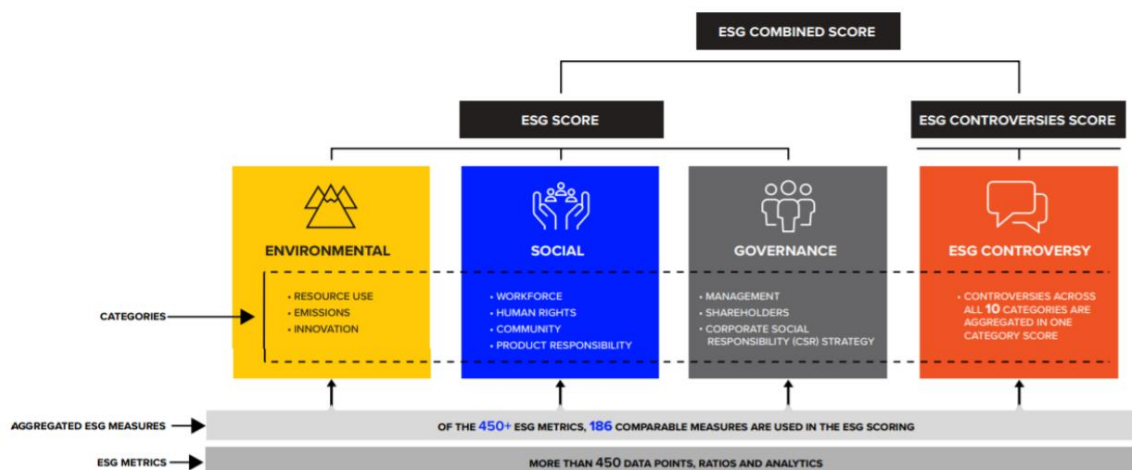 ESG COMBINED SCORE
ESG SCORE
ESG CONTROVERSIES SCORE
ENVIRONMENTAL
SOCIAL
GOVERNANCE
ESG CONTROVERSY
CATEGORIES
• RESOURCE USE
• EMISSIONS
• INNOVATION
• WORKFORCE
• HUMAN RIGHTS
• COMMUNITY
• PRODUCT RESPONSIBILITY
• MANAGEMENT
• SHAREHOLDERS
• CORPORATE SOCIAL
RESPONSIBILITY (CSR) STRATEGY
• CONTROVERSIES ACROSS
ALL 10 CATEGORIES ARE
AGGREGATED IN ONE
CATEGORY SCORE
AGGREGATED ESG MEASURES
OF THE 450+ ESG METRICS, 186 COMPARABLE MEASURES ARE USED IN THE ESG SCORING
ESG METRICS
MORE THAN 450 DATA POINTS, RATIOS AND ANALYTICS